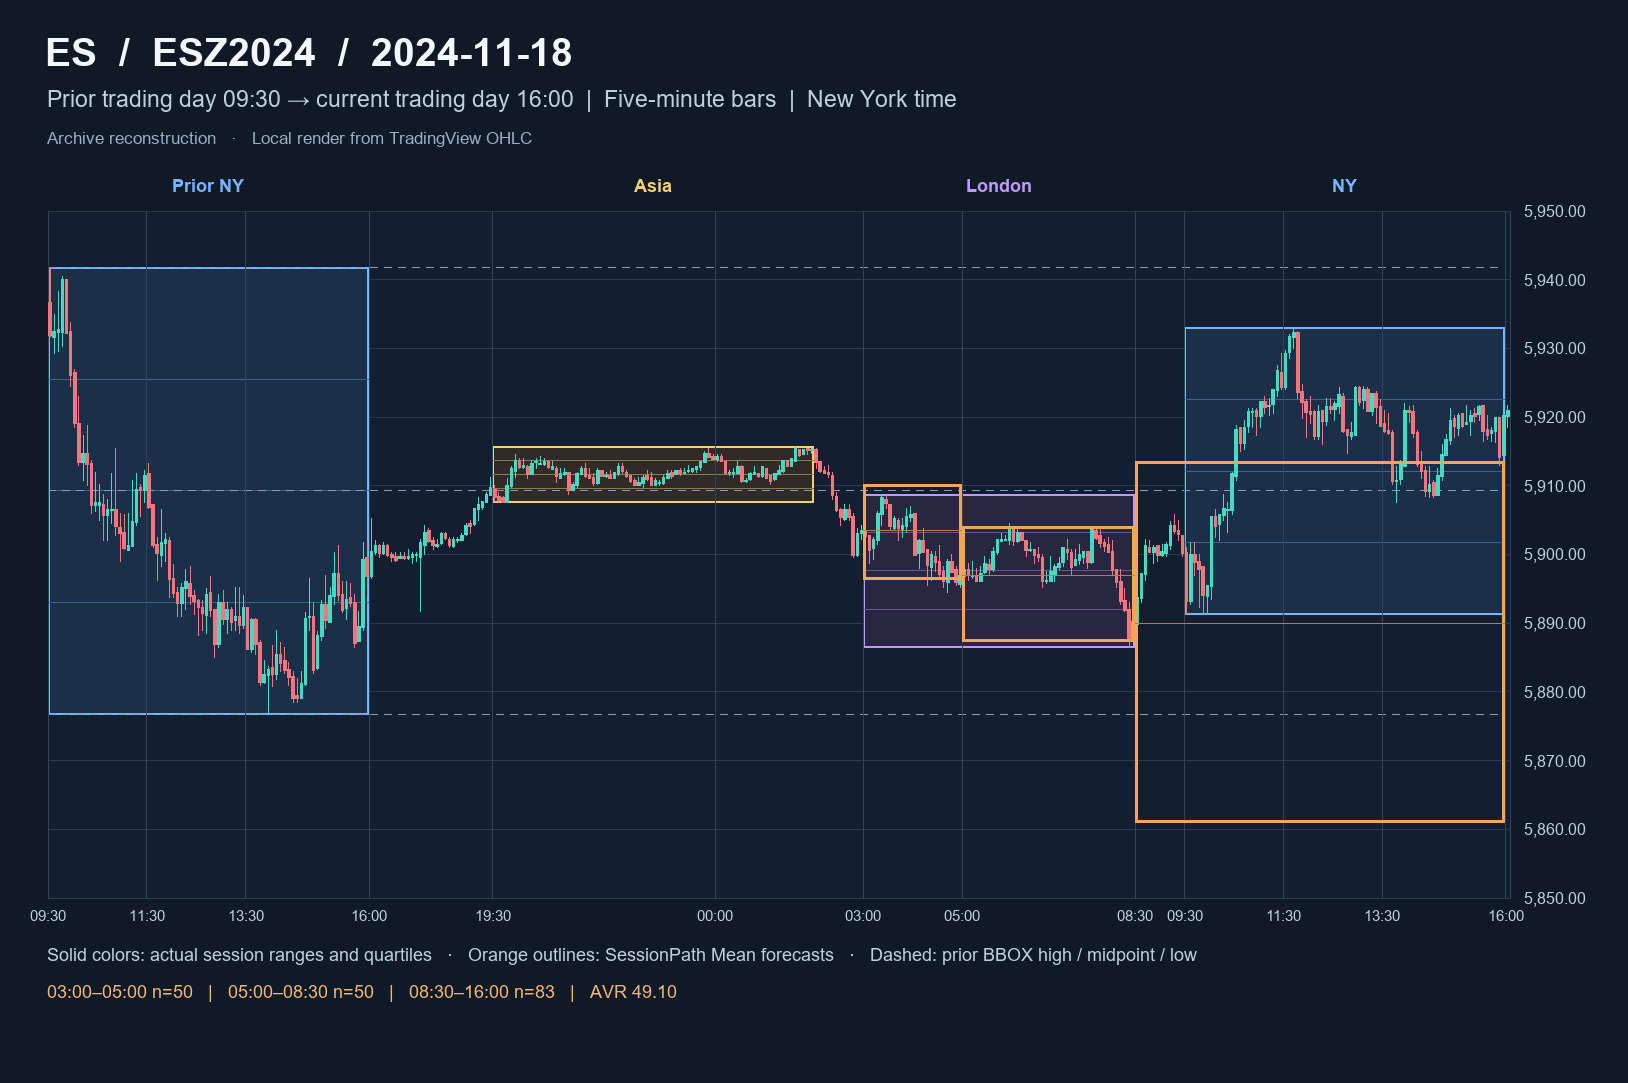 ES / ESZ2024 / 2024-11-18
Prior trading day 09:30 → current trading day 16:00 | Five-minute bars | New York time
Archive reconstruction · Local render from TradingView OHLC
Prior NY Asia London NY
5,950.00
5,940.00
5,930.00
5,920.00
5,910.00
5,900.00
5,890.00
5,880.00
5,870.00
5,860.00
5,850.00
09:30 11:30 13:30 16:00 19:30 00:00 03:00 05:00 08:30 09:30 11:30 13:30 16:00
Solid colors: actual session ranges and quartiles · Orange outlines: SessionPath Mean forecasts · Dashed: prior BBOX high / midpoint / low
03:00–05:00 n=50 | 05:00–08:30 n=50 | 08:30–16:00 n=83 | AVR 49.10